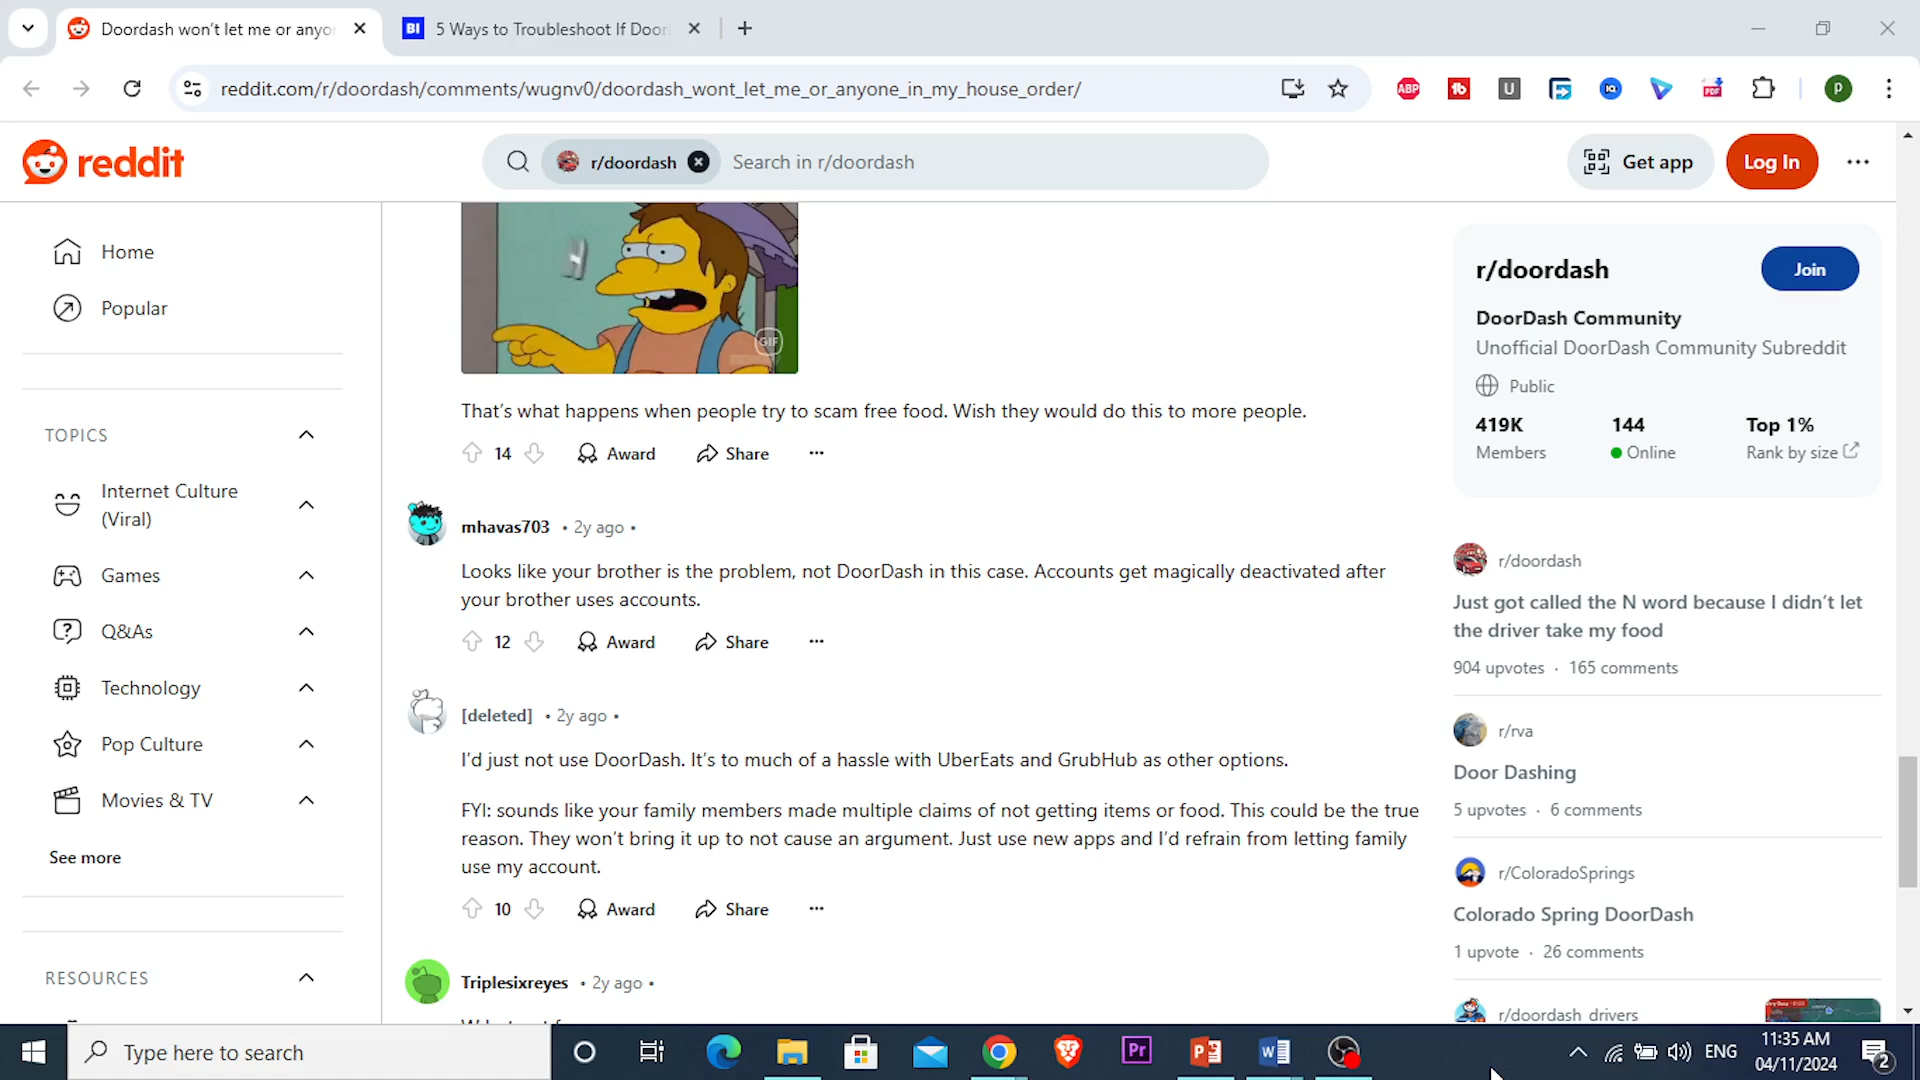 Doordash won't let me or anyo
BI 5 Ways to Troubleshoot If Door
reddit.com/r/doordash/comments/wugnv0/doordash_wont_let_me_or_anyone_in_my_house_order/
ABP
tb
U
IQ
PDF
p
reddit
r/doordash
Search in r/doordash
Get app
Log In
Home
Popular
TOPICS
Internet Culture
(Viral)
Games
Q&As
Technology
Pop Culture
Movies & TV
See more
RESOURCES
H
GIF
That's what happens when people try to scam free food. Wish they would do this to more people.
14 Award Share
mhavas703 • 2y ago •
Looks like your brother is the problem, not DoorDash in this case. Accounts get magically deactivated after
your brother uses accounts.
12 Award Share
[deleted] • 2y ago •
I'd just not use DoorDash. It's to much of a hassle with UberEats and GrubHub as other options.
FYI: sounds like your family members made multiple claims of not getting items or food. This could be the true
reason. They won't bring it up to not cause an argument. Just use new apps and I'd refrain from letting family
use my account.
10 Award Share
Triplesixreyes • 2y ago •
r/doordash
Join
DoorDash Community
Unofficial DoorDash Community Subreddit
Public
419K 144 Top 1%
Members Online Rank by size
r/doordash
Just got called the N word because I didn't let
the driver take my food
904 upvotes · 165 comments
r/rva
Door Dashing
5 upvotes · 6 comments
r/ColoradoSprings
Colorado Spring DoorDash
1 upvote · 26 comments
r/doordash_drivers
Type here to search
Pr
ENG
11:35 AM
04/11/2024
2